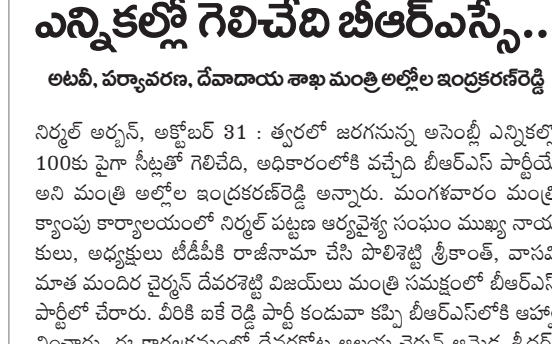 ఎన్నికల్లో గెలిచేది బీఆర్ఎస్సే..
అటవీ, పర్యావరణ, దేవాదాయ శాఖ మంత్రి అల్లోల ఇంద్రకరణ్‌రెడ్డి
నిర్మల్ అర్బన్, అక్టోబర్ 31 : త్వరలో జరగనున్న అసెంబ్లీ ఎన్నికల్లో
100కు పైగా సీట్లతో గెలిచేది, అధికారంలోకి వచ్చేది బీఆర్ఎస్ పార్టీయే
అని మంత్రి అల్లోల ఇంద్రకరణ్‌రెడ్డి అన్నారు. మంగళవారం మంత్రి
క్యాంపు కార్యాలయంలో నిర్మల్ పట్టణ ఆర్యవైశ్య సంఘం ముఖ్య నాయ
కులు, అధ్యక్షులు టీడీపీకి రాజీనామా చేసి పొలిశెట్టి శ్రీకాంత్, వాసవి
మాత మందిర చైర్మన్ దేవరశెట్టి విజయ్‌లు మంత్రి సమక్షంలో బీఆర్ఎస్
పార్టీలో చేరారు. వీరికి ఐకే రెడ్డి పార్టీ కండువా కప్పి బీఆర్ఎస్‌లోకి ఆహ్వా